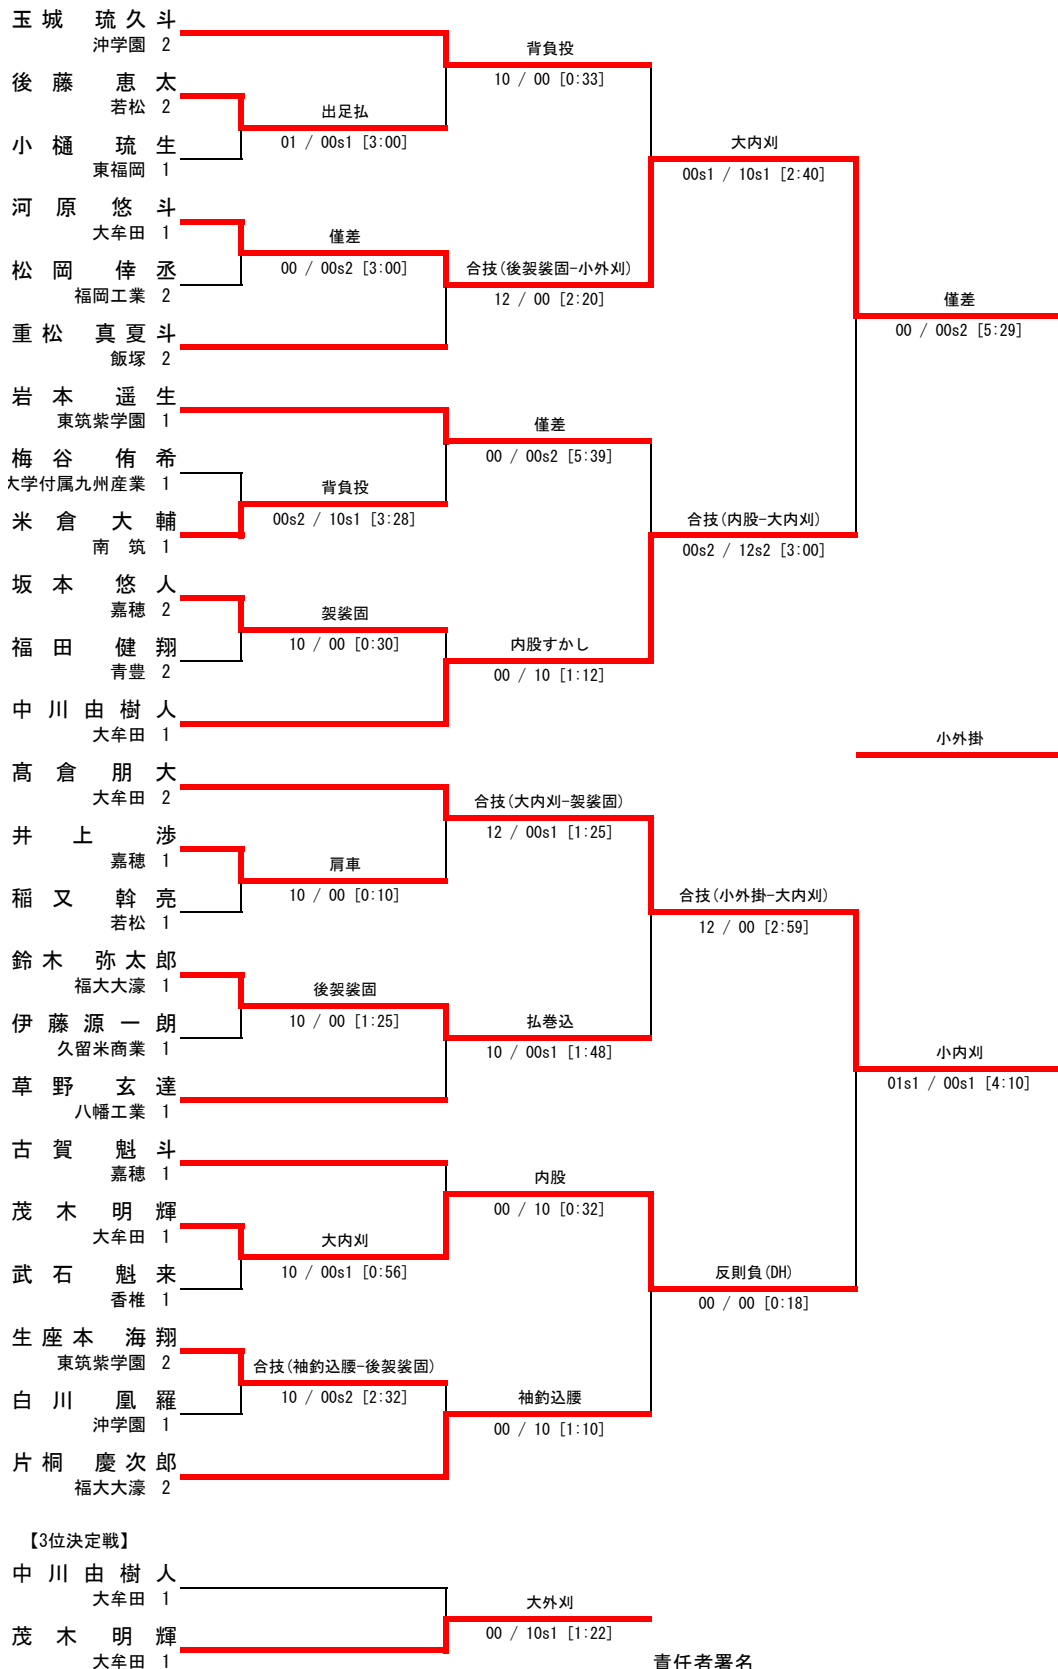 玉城 琉久斗
沖学園 2
背負投
10 / 00 [0:33]
後藤 恵太
若松 2
出足払
01 / 00s1 [3:00]
小樋 琉生
東福岡 1
大内刈
00s1 / 10s1 [2:40]
河原 悠斗
大牟田 1
僅差
00 / 00s2 [3:00]
松岡 倖丞
福岡工業 2
合技(後袈裟固-小外刈)
12 / 00 [2:20]
重松 真夏斗
飯塚 2
僅差
00 / 00s2 [5:29]
岩本 遥生
東筑紫学園 1
僅差
00 / 00s2 [5:39]
梅谷 侑希
大学付属九州産業 1
背負投
00s2 / 10s1 [3:28]
米倉 大輔
南 筑 1
合技(内股-大内刈)
00s2 / 12s2 [3:00]
坂本 悠人
嘉穂 2
袈裟固
10 / 00 [0:30]
福田 健翔
青豊 2
内股すかし
00 / 10 [1:12]
中川由樹人
大牟田 1
小外掛
髙倉 朋大
大牟田 2
合技(大内刈-袈裟固)
12 / 00s1 [1:25]
井上 渉
嘉穂 1
肩車
10 / 00 [0:10]
稲又 斡亮
若松 1
合技(小外掛-大内刈)
12 / 00 [2:59]
鈴木 弥太郎
福大大濠 1
後袈裟固
10 / 00 [1:25]
伊藤源一朗
久留米商業 1
払巻込
10 / 00s1 [1:48]
草野 玄達
八幡工業 1
小内刈
01s1 / 00s1 [4:10]
古賀 魁斗
嘉穂 1
内股
00 / 10 [0:32]
茂木 明輝
大牟田 1
大内刈
10 / 00s1 [0:56]
武石 魁来
香椎 1
反則負(DH)
00 / 00 [0:18]
生座本 海翔
東筑紫学園 2
合技(袖釣込腰-後袈裟固)
10 / 00s2 [2:32]
白川 凰羅
沖学園 1
袖釣込腰
00 / 10 [1:10]
片桐 慶次郎
福大大濠 2
【3位決定戦】
中川由樹人
大牟田 1
大外刈
00 / 10s1 [1:22]
茂木 明輝
大牟田 1
責任者署名